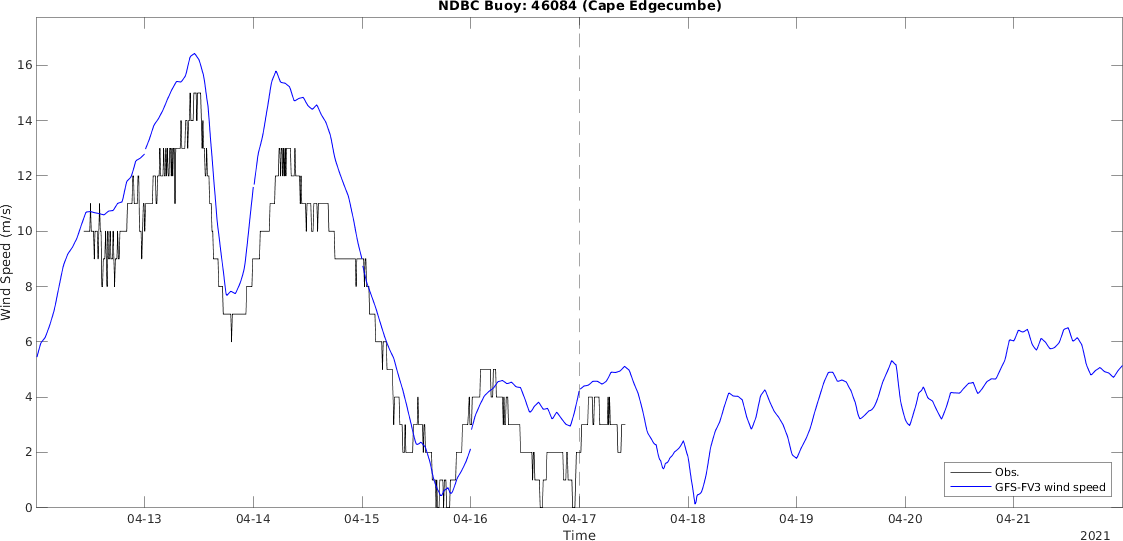 NDBC Buoy: 46084 (Cape Edgecumbe)
Wind Speed (m/s)
16
14
12
10
8
6
4
2
0
Obs.
GFS-FV3 wind speed
04-13 04-14 04-15 04-16 04-17 04-18 04-19 04-20 04-21
Time
2021